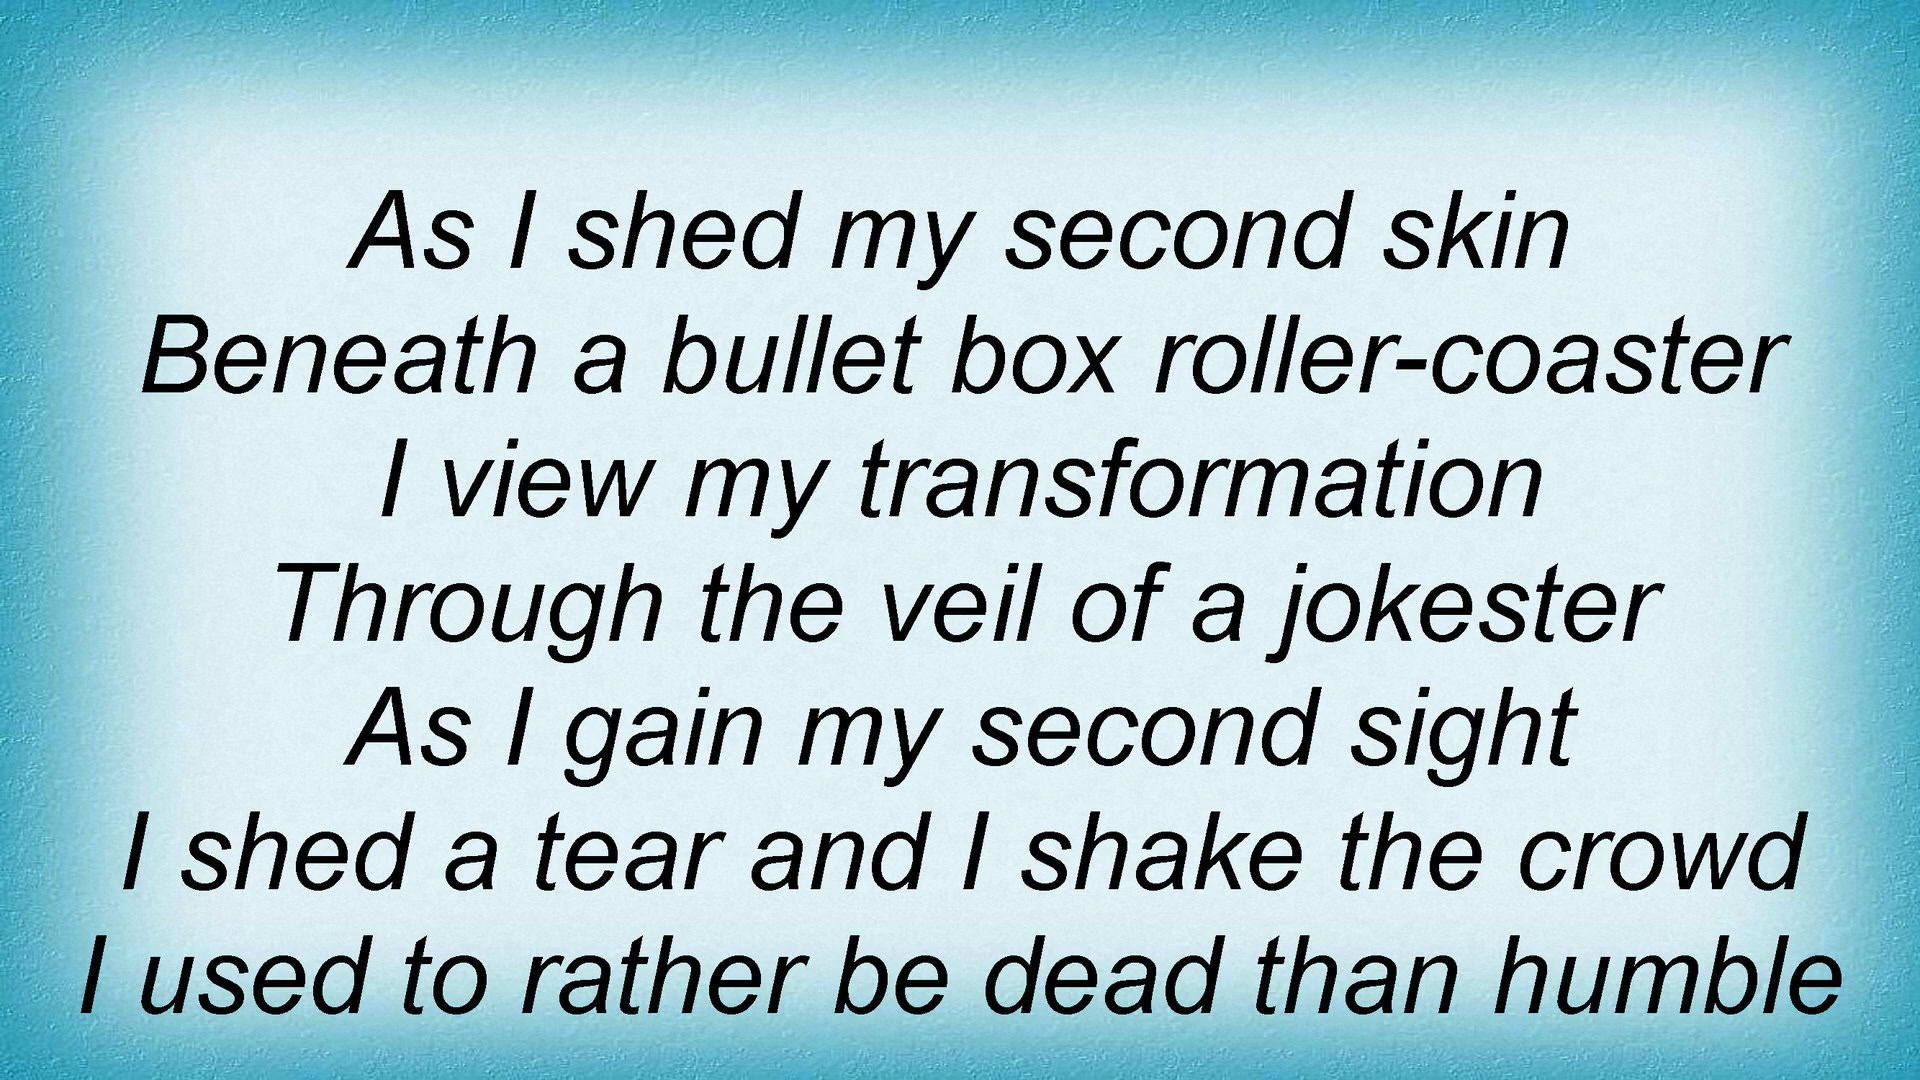 As I shed my second skin
Beneath a bullet box roller-coaster
I view my transformation
Through the veil of a jokester
As I gain my second sight
I shed a tear and I shake the crowd
I used to rather be dead than humble